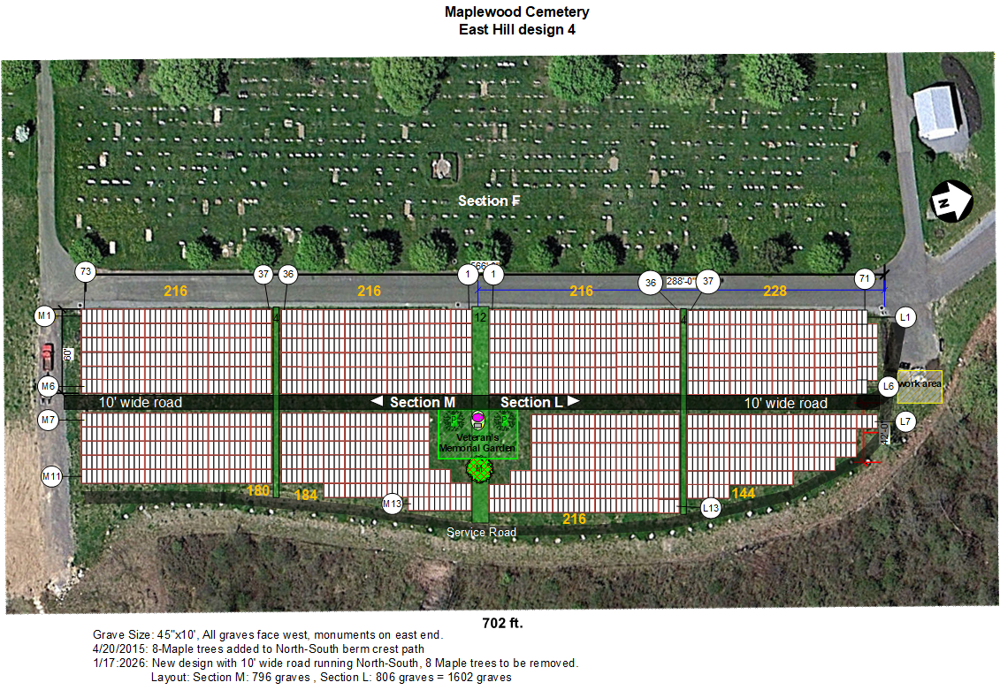 Maplewood Cemetery
East Hill design 4
Section F
N
566'-0"
73
37
36
1
1
36
288'-0"
37
71
216
216
216
228
M1
4
12
4
L1
60'
M6
L6
work area
10' wide road
Section M
Section L
10' wide road
M7
L7
42'-0"
Veteran's
Memorial Garden
M11
180
184
M13
144
L13
216
Service Road
702 ft.
Grave Size: 45"x10', All graves face west, monuments on east end.
4/20/2015: 8-Maple trees added to North-South berm crest path
1/17:2026: New design with 10' wide road running North-South, 8 Maple trees to be removed.
Layout: Section M: 796 graves , Section L: 806 graves = 1602 graves